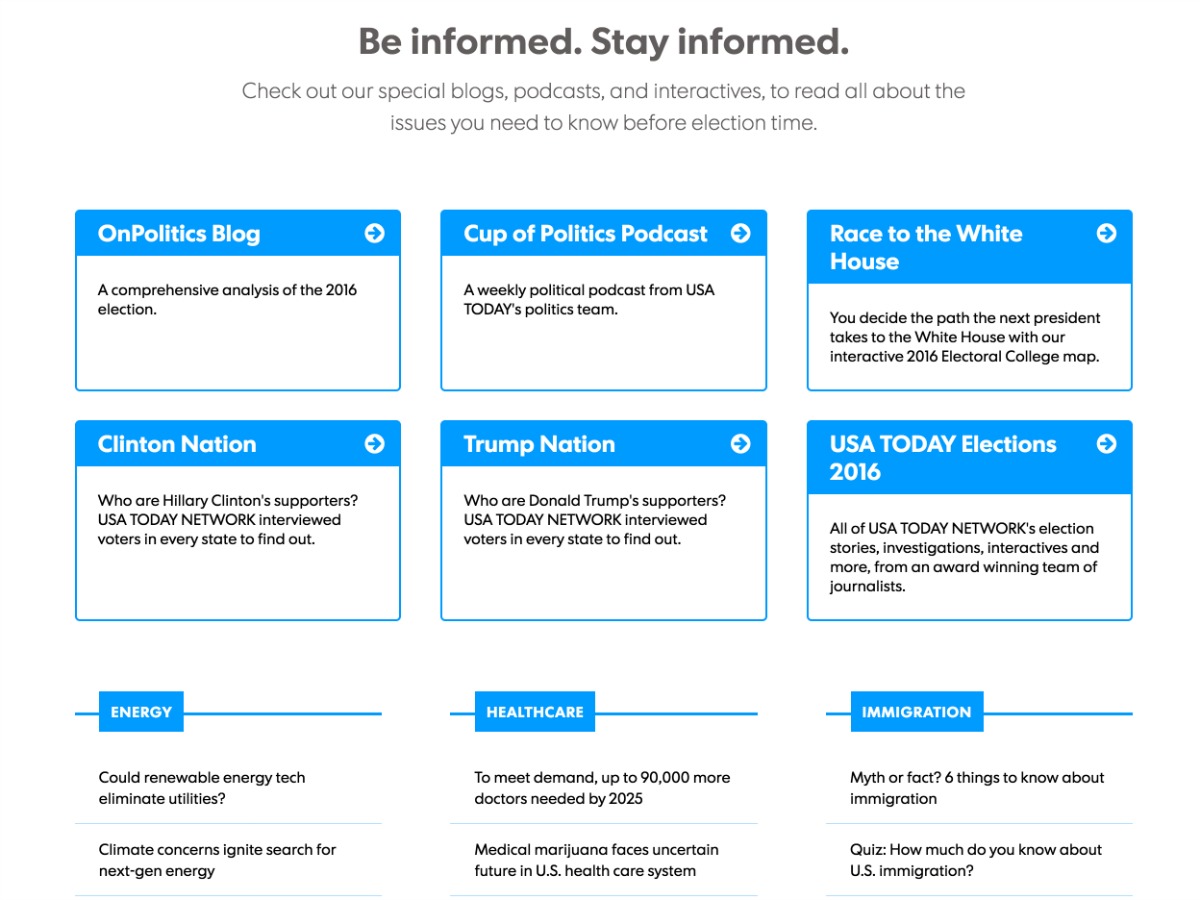 Be informed. Stay informed.
Check out our special blogs, podcasts, and interactives, to read all about the
issues you need to know before election time.
OnPolitics Blog
A comprehensive analysis of the 2016
election.
Cup of Politics Podcast
A weekly political podcast from USA
TODAY's politics team.
Race to the White
House
You decide the path the next president
takes to the White House with our
interactive 2016 Electoral College map.
Clinton Nation
Who are Hillary Clinton's supporters?
USA TODAY NETWORK interviewed
voters in every state to find out.
Trump Nation
Who are Donald Trump's supporters?
USA TODAY NETWORK interviewed
voters in every state to find out.
USA TODAY Elections
2016
All of USA TODAY NETWORK's election
stories, investigations, interactives and
more, from an award winning team of
journalists.
ENERGY
Could renewable energy tech
eliminate utilities?
Climate concerns ignite search for
next-gen energy
HEALTHCARE
To meet demand, up to 90,000 more
doctors needed by 2025
Medical marijuana faces uncertain
future in U.S. health care system
IMMIGRATION
Myth or fact? 6 things to know about
immigration
Quiz: How much do you know about
U.S. immigration?